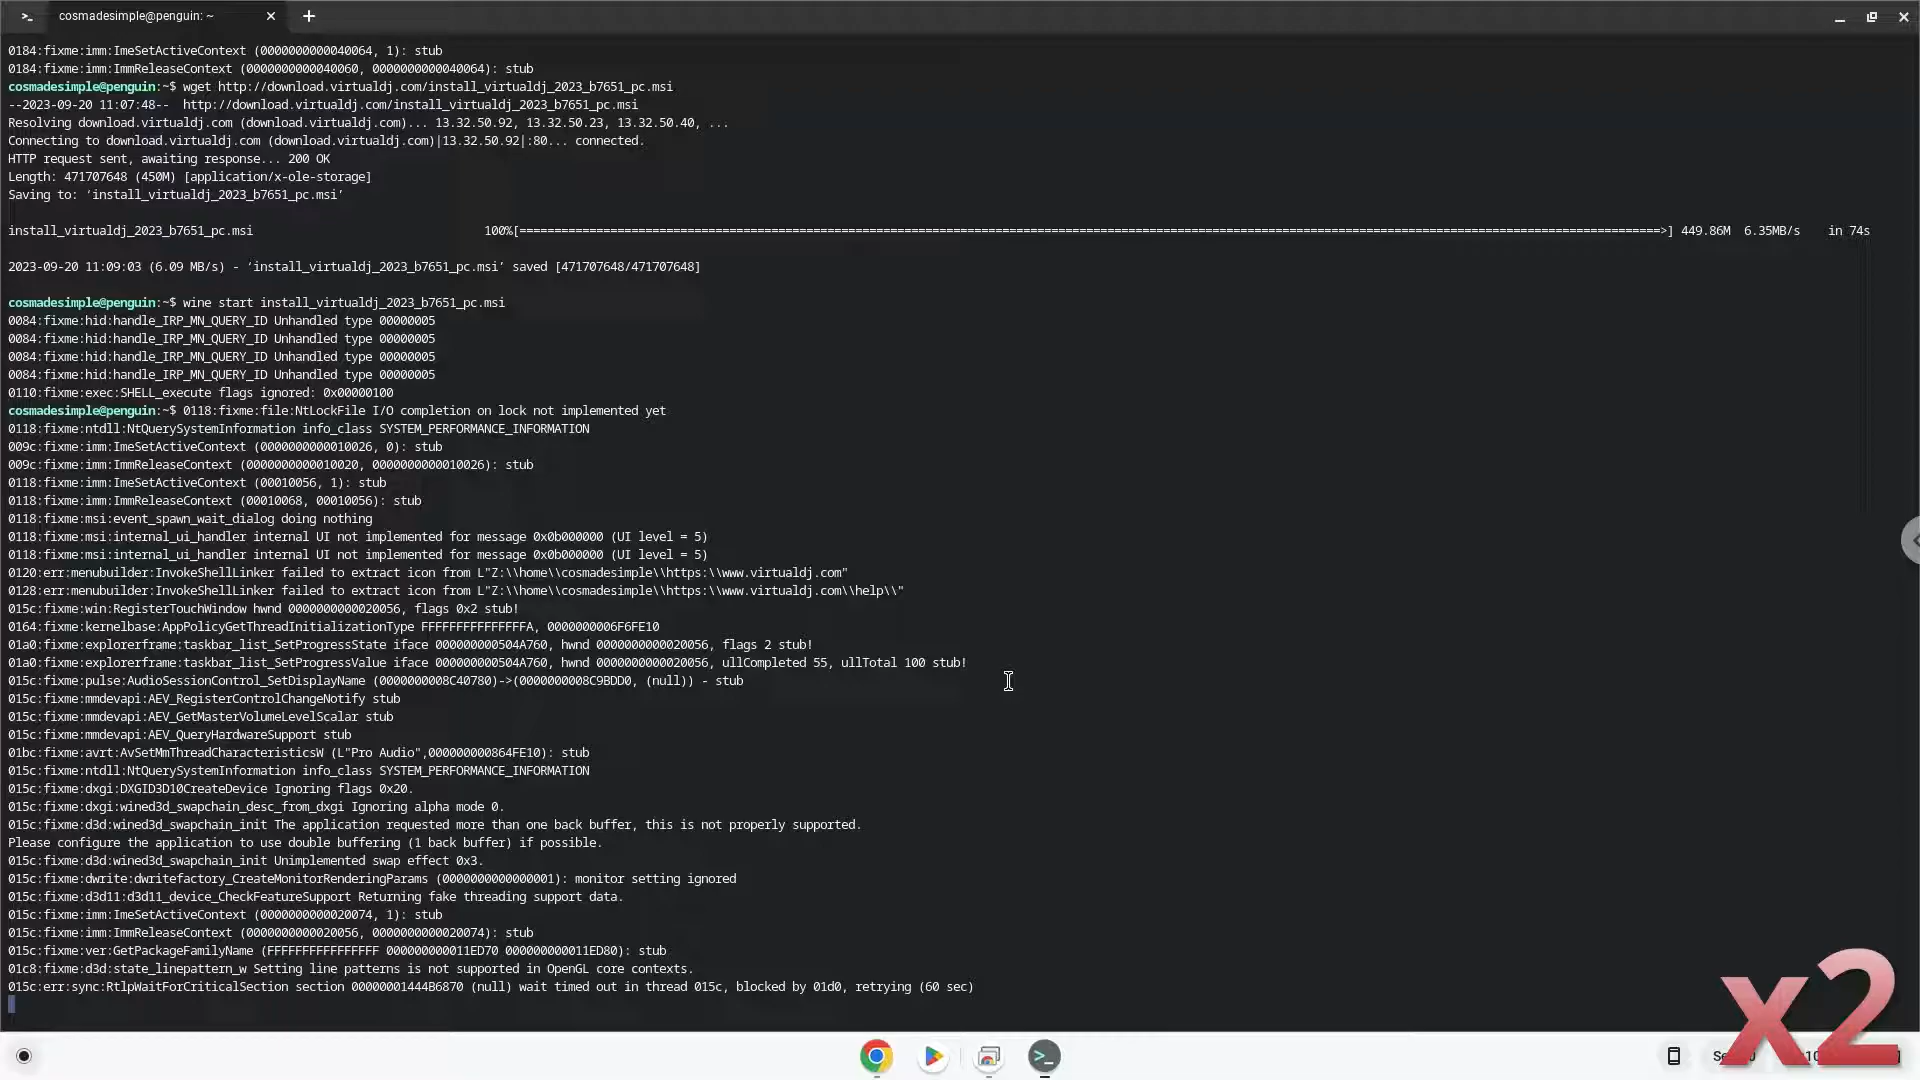 cosmadesimple@penguin: ~
0184:fixme:imm:ImeSetActiveContext (0000000000040064, 1): stub
0184:fixme:imm:ImmReleaseContext (0000000000040060, 0000000000040064): stub
cosmadesimple@penguin:~$ wget http://download.virtualdj.com/install_virtualdj_2023_b7651_pc.msi
--2023-09-20 11:07:48--  http://download.virtualdj.com/install_virtualdj_2023_b7651_pc.msi
Resolving download.virtualdj.com (download.virtualdj.com)... 13.32.50.92, 13.32.50.23, 13.32.50.40, ...
Connecting to download.virtualdj.com (download.virtualdj.com)|13.32.50.92|:80... connected.
HTTP request sent, awaiting response... 200 OK
Length: 471707648 (450M) [application/x-ole-storage]
Saving to: ‘install_virtualdj_2023_b7651_pc.msi’
install_virtualdj_2023_b7651_pc.msi 100%[===================>] 449.86M 6.35MB/s in 74s
2023-09-20 11:09:03 (6.09 MB/s) - ‘install_virtualdj_2023_b7651_pc.msi’ saved [471707648/471707648]
cosmadesimple@penguin:~$ wine start install_virtualdj_2023_b7651_pc.msi
0084:fixme:hid:handle_IRP_MN_QUERY_ID Unhandled type 00000005
0084:fixme:hid:handle_IRP_MN_QUERY_ID Unhandled type 00000005
0084:fixme:hid:handle_IRP_MN_QUERY_ID Unhandled type 00000005
0084:fixme:hid:handle_IRP_MN_QUERY_ID Unhandled type 00000005
0110:fixme:exec:SHELL_execute flags ignored: 0x00000100
cosmadesimple@penguin:~$ 0118:fixme:file:NtLockFile I/O completion on lock not implemented yet
0118:fixme:ntdll:NtQuerySystemInformation info_class SYSTEM_PERFORMANCE_INFORMATION
009c:fixme:imm:ImeSetActiveContext (0000000000010026, 0): stub
009c:fixme:imm:ImmReleaseContext (0000000000010020, 0000000000010026): stub
0118:fixme:imm:ImeSetActiveContext (00010056, 1): stub
0118:fixme:imm:ImmReleaseContext (00010068, 00010056): stub
0118:fixme:msi:event_spawn_wait_dialog doing nothing
0118:fixme:msi:internal_ui_handler internal UI not implemented for message 0x0b000000 (UI level = 5)
0118:fixme:msi:internal_ui_handler internal UI not implemented for message 0x0b000000 (UI level = 5)
0120:err:menubuilder:InvokeShellLinker failed to extract icon from L"Z:\\home\\cosmadesimple\\https:\\www.virtualdj.com"
0128:err:menubuilder:InvokeShellLinker failed to extract icon from L"Z:\\home\\cosmadesimple\\https:\\www.virtualdj.com\\help\\"
015c:fixme:win:RegisterTouchWindow hwnd 0000000000020056, flags 0x2 stub!
0164:fixme:kernelbase:AppPolicyGetThreadInitializationType FFFFFFFFFFFFFFFA, 0000000006F6FE10
01a0:fixme:explorerframe:taskbar_list_SetProgressState iface 000000000504A760, hwnd 0000000000020056, flags 2 stub!
01a0:fixme:explorerframe:taskbar_list_SetProgressValue iface 000000000504A760, hwnd 0000000000020056, ullCompleted 55, ullTotal 100 stub!
015c:fixme:pulse:AudioSessionControl_SetDisplayName (0000000008C40780)->(0000000008C9BDD0, (null)) - stub
015c:fixme:mmdevapi:AEV_RegisterControlChangeNotify stub
015c:fixme:mmdevapi:AEV_GetMasterVolumeLevelScalar stub
015c:fixme:mmdevapi:AEV_QueryHardwareSupport stub
01bc:fixme:avrt:AvSetMmThreadCharacteristicsW (L"Pro Audio",000000000864FE10): stub
015c:fixme:ntdll:NtQuerySystemInformation info_class SYSTEM_PERFORMANCE_INFORMATION
015c:fixme:dxgi:DXGID3D10CreateDevice Ignoring flags 0x20.
015c:fixme:dxgi:wined3d_swapchain_desc_from_dxgi Ignoring alpha mode 0.
015c:fixme:d3d:wined3d_swapchain_init The application requested more than one back buffer, this is not properly supported.
Please configure the application to use double buffering (1 back buffer) if possible.
015c:fixme:d3d:wined3d_swapchain_init Unimplemented swap effect 0x3.
015c:fixme:dwrite:dwritefactory_CreateMonitorRenderingParams (0000000000000001): monitor setting ignored
015c:fixme:d3d11:d3d11_device_CheckFeatureSupport Returning fake threading support data.
015c:fixme:imm:ImeSetActiveContext (0000000000020074, 1): stub
015c:fixme:imm:ImmReleaseContext (0000000000020056, 0000000000020074): stub
015c:fixme:ver:GetPackageFamilyName (FFFFFFFFFFFFFFFF 000000000011ED70 000000000011ED80): stub
01c8:fixme:d3d:state_linepattern_w Setting line patterns is not supported in OpenGL core contexts.
015c:err:sync:RtlpWaitForCriticalSection section 00000001444B6870 (null) wait timed out in thread 015c, blocked by 01d0, retrying (60 sec)
x2